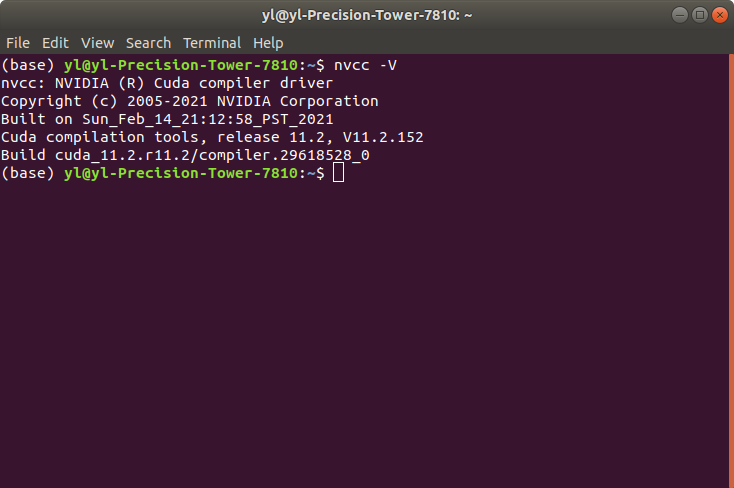 yl@yl-Precision-Tower-7810: ~
File Edit View Search Terminal Help
(base) yl@yl-Precision-Tower-7810:~$ nvcc -V
nvcc: NVIDIA (R) Cuda compiler driver
Copyright (c) 2005-2021 NVIDIA Corporation
Built on Sun_Feb_14_21:12:58_PST_2021
Cuda compilation tools, release 11.2, V11.2.152
Build cuda_11.2.r11.2/compiler.29618528_0
(base) yl@yl-Precision-Tower-7810:~$